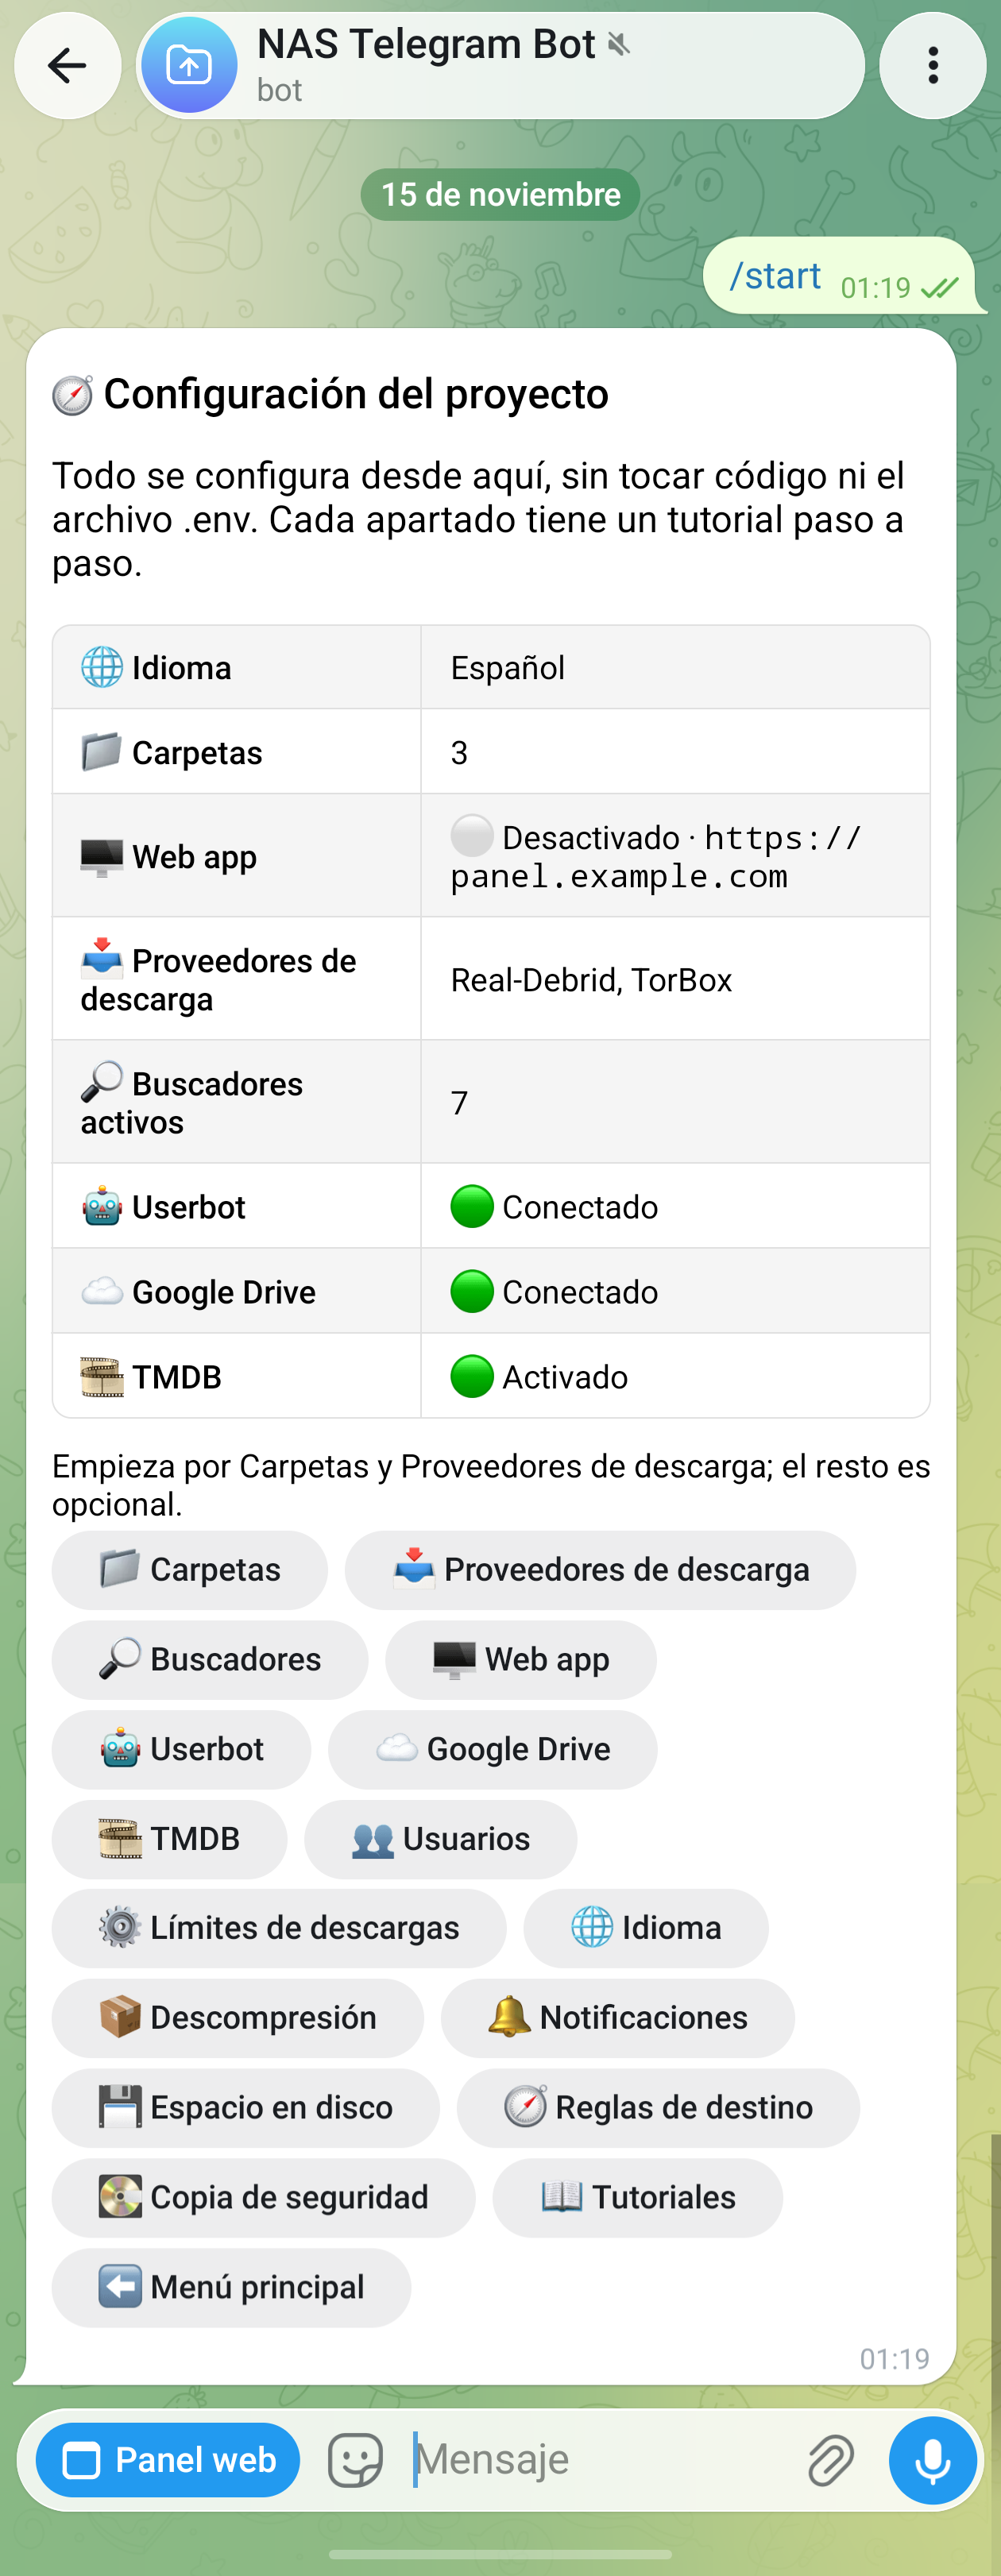 NAS Telegram Bot
bot
15 de noviembre
/start 01:19
Configuración del proyecto
Todo se configura desde aquí, sin tocar código ni el
archivo .env. Cada apartado tiene un tutorial paso a
paso.
Idioma Español
Carpetas 3
Web app Desactivado · https://
panel.example.com
Proveedores de
descarga Real-Debrid, TorBox
Buscadores
activos 7
Userbot Conectado
Google Drive Conectado
TMDB Activado
Empieza por Carpetas y Proveedores de descarga; el resto es
opcional.
Carpetas Proveedores de descarga
Buscadores Web app
Userbot Google Drive
TMDB Usuarios
Límites de descargas Idioma
Descompresión Notificaciones
Espacio en disco Reglas de destino
Copia de seguridad Tutoriales
Menú principal
01:19
Panel web Mensaje